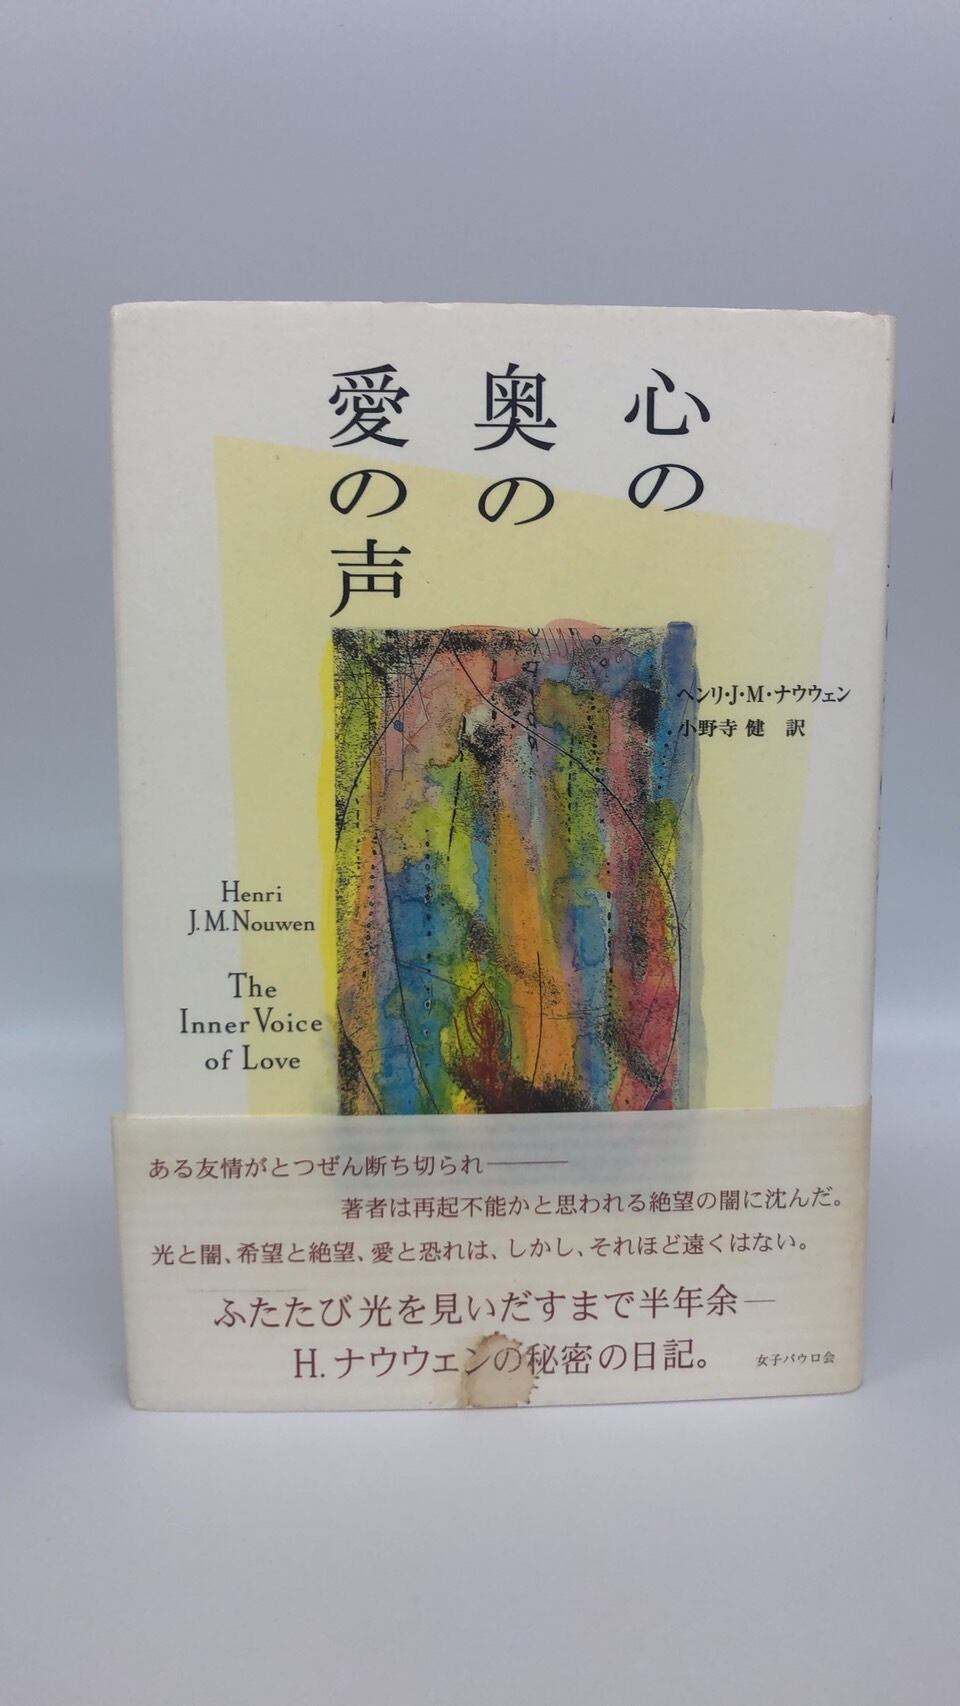 心の
奥の
愛の声
ヘンリ・J・M・ナウウェン
小野寺 健　訳
Henri
J.M.Nouwen
The
Inner Voice
of Love
ある友情がとつぜん断ち切られ―――
著者は再起不能かと思われる絶望の闇に沈んだ。
光と闇、希望と絶望、愛と恐れは、しかし、それほど遠くはない。
ふたたび光を見いだすまで半年余―
H.ナウウェンの秘密の日記。
女子パウロ会